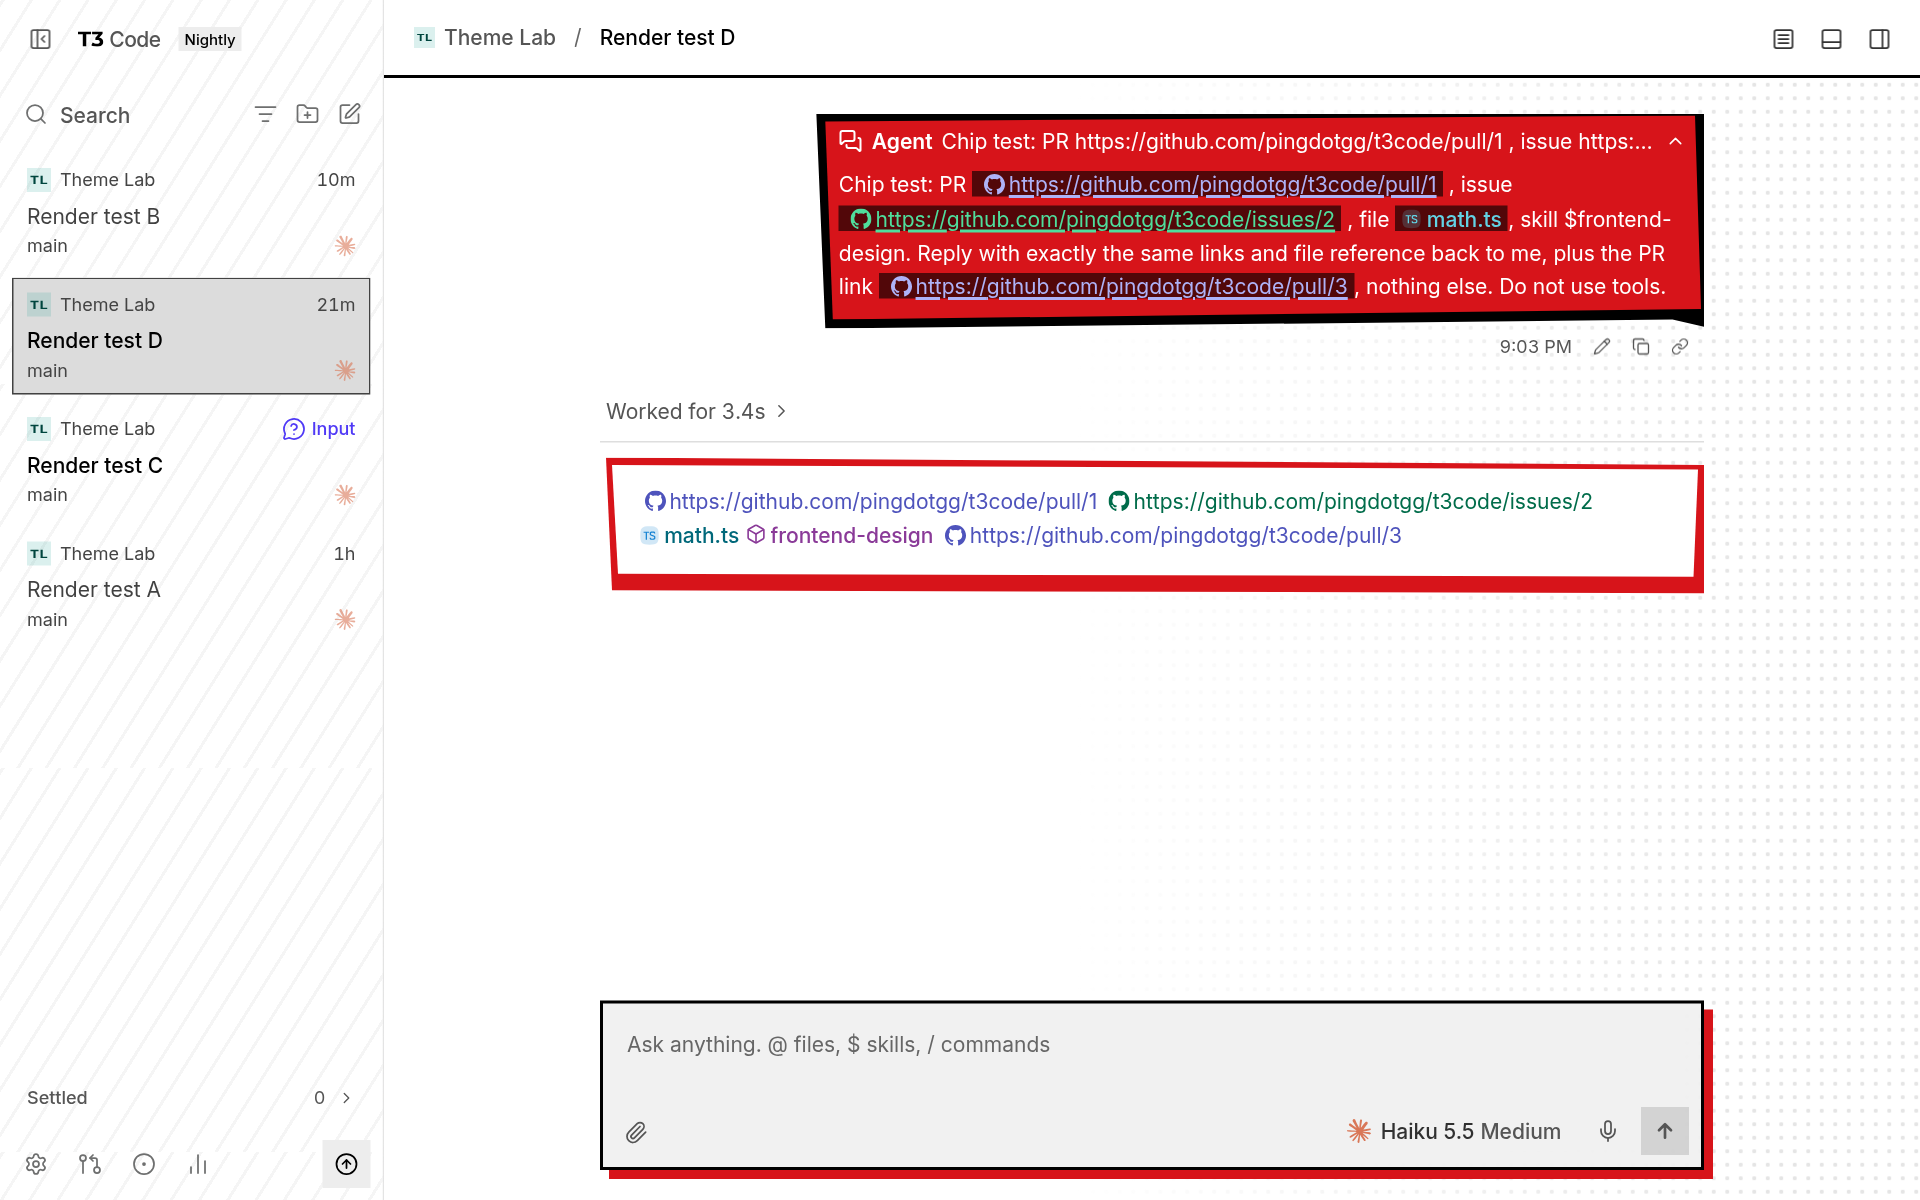 T3 Code Nightly
Search
TL Theme Lab 10m
Render test B
main
TL Theme Lab 21m
Render test D
main
TL Theme Lab Input
Render test C
main
TL Theme Lab 1h
Render test A
main
Settled 0
TL Theme Lab / Render test D
Agent Chip test: PR https://github.com/pingdotgg/t3code/pull/1 , issue https:...
Chip test: PR https://github.com/pingdotgg/t3code/pull/1 , issue
https://github.com/pingdotgg/t3code/issues/2 , file TS math.ts , skill $frontend-
design. Reply with exactly the same links and file reference back to me, plus the PR
link https://github.com/pingdotgg/t3code/pull/3 , nothing else. Do not use tools.
9:03 PM
Worked for 3.4s
https://github.com/pingdotgg/t3code/pull/1 https://github.com/pingdotgg/t3code/issues/2
TS math.ts frontend-design https://github.com/pingdotgg/t3code/pull/3
Ask anything. @ files, $ skills, / commands
Haiku 5.5 Medium